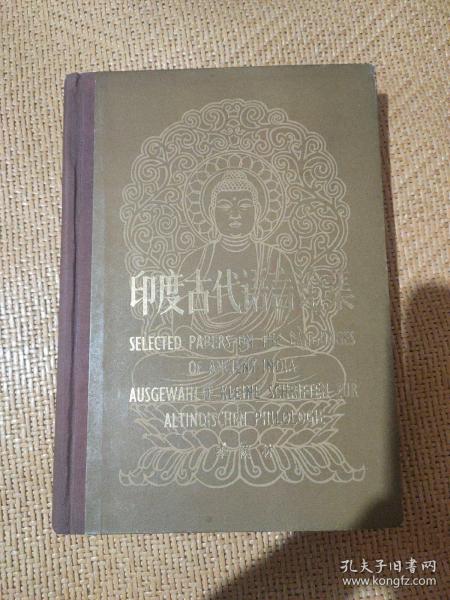 印度古代语言论集
SELECTED PAPERS ON THE LANGUAGES
OF ANCIENT INDIA
AUSGEWÄHLTE KLEINE SCHRIFTEN ZUR
ALTINDISCHEN PHILOLOGIE
季羡林
孔夫子旧书网
www.kongfz.com